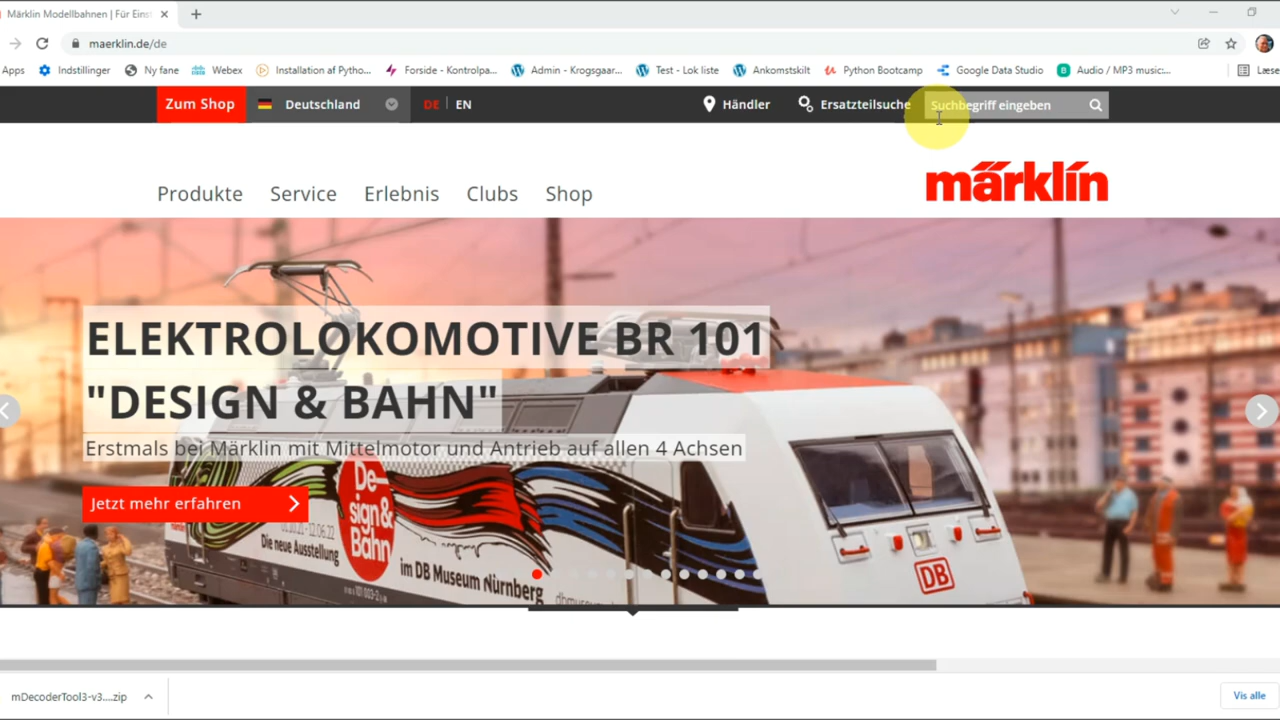 Märklin Modellbahnen | Für Einst
maerklin.de/de
Apps Indstillinger Ny fane Webex Installation af Pytho... Forside - Kontrolpa... Admin - Krogsgaar... Test - Lok liste Ankomstskilt Python Bootcamp Google Data Studio Audio / MP3 music:... Læse
Zum Shop Deutschland DE | EN Händler Ersatzteilsuche Suchbegriff eingeben
Produkte Service Erlebnis Clubs Shop märklin
ELEKTROLOKOMOTIVE BR 101
"DESIGN & BAHN"
Erstmals bei Märklin mit Mittelmotor und Antrieb auf allen 4 Achsen
Jetzt mehr erfahren
De-
sign&
Bahn
Die neue Ausstellung
im DB Museum Nürnberg
DB
mDecoderTool3-v3....zip Vis alle